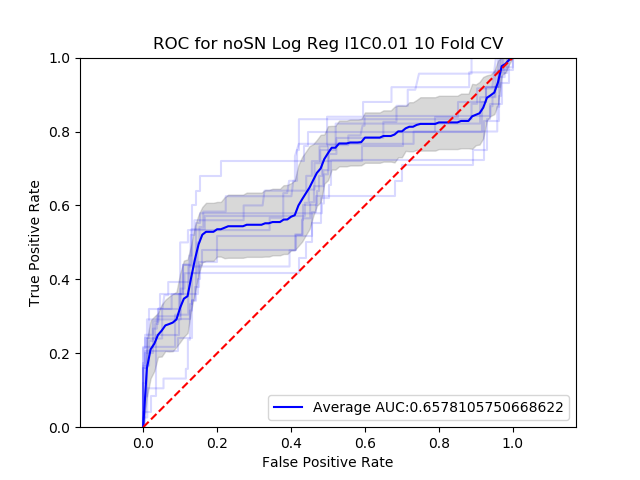 ROC for noSN Log Reg l1C0.01 10 Fold CV
1.0
0.8
0.6
0.4
0.2
0.0
True Positive Rate
Average AUC:0.6578105750668622
0.0 0.2 0.4 0.6 0.8 1.0
False Positive Rate